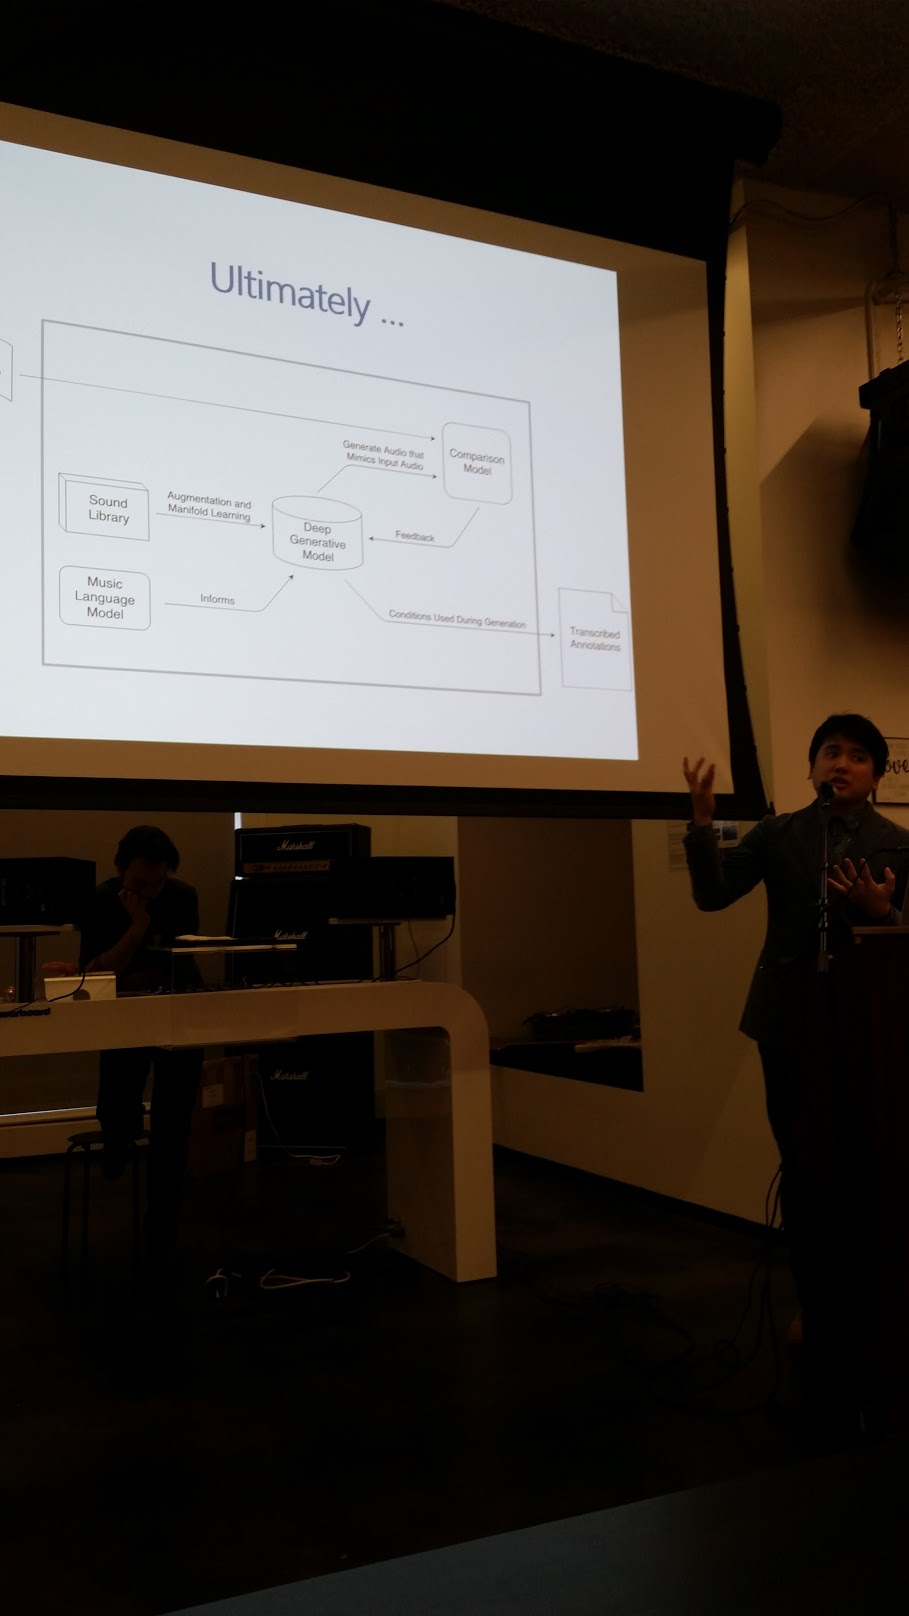 Ultimately ...
Generate Audio that
Mimics Input Audio
Comparison
Model
Sound
Library
Augmentation and
Manifold Learning
Deep
Generative
Model
Feedback
Music
Language
Model
Informs
Conditions Used During Generation
Transcribed
Annotations
Marshall
Marshall
Marshall